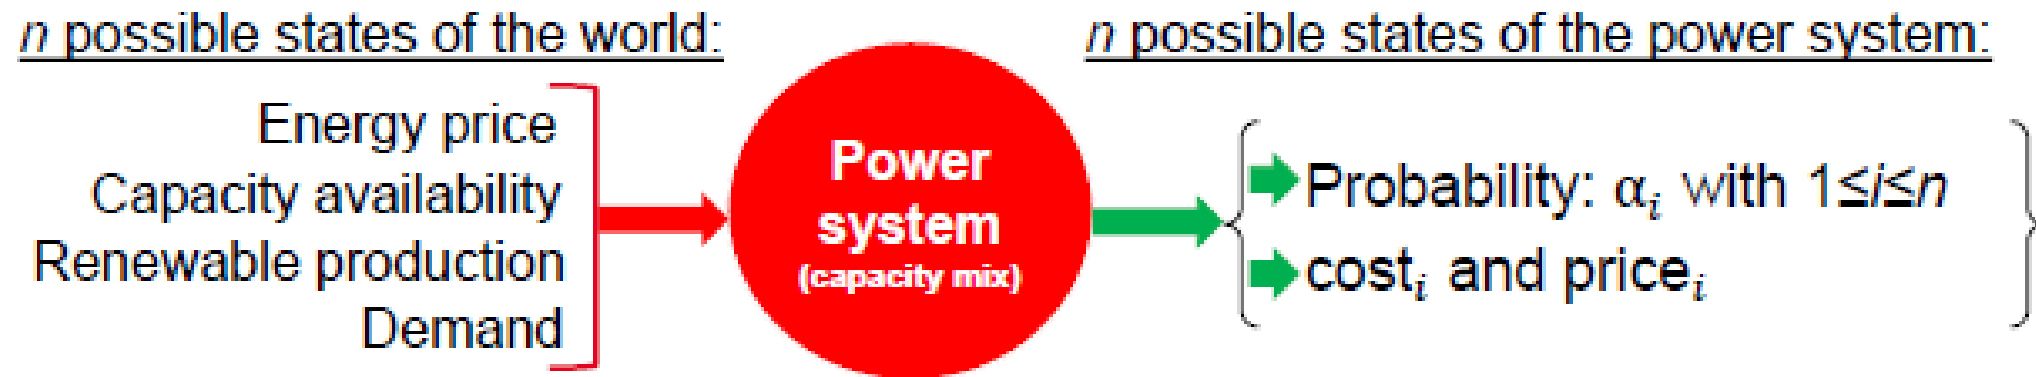 n possible states of the world:
Energy price
Capacity availability
Renewable production
Demand
Power
system
(capacity mix)
n possible states of the power system:
Probability: αᵢ with 1≤i≤n
costᵢ and priceᵢ